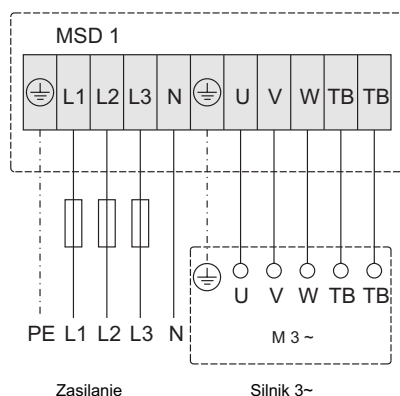 MSD 1
L1 L2 L3 N U V W TB TB
U V W TB TB
PE L1 L2 L3 N
M 3 ~
Zasilanie Silnik 3~